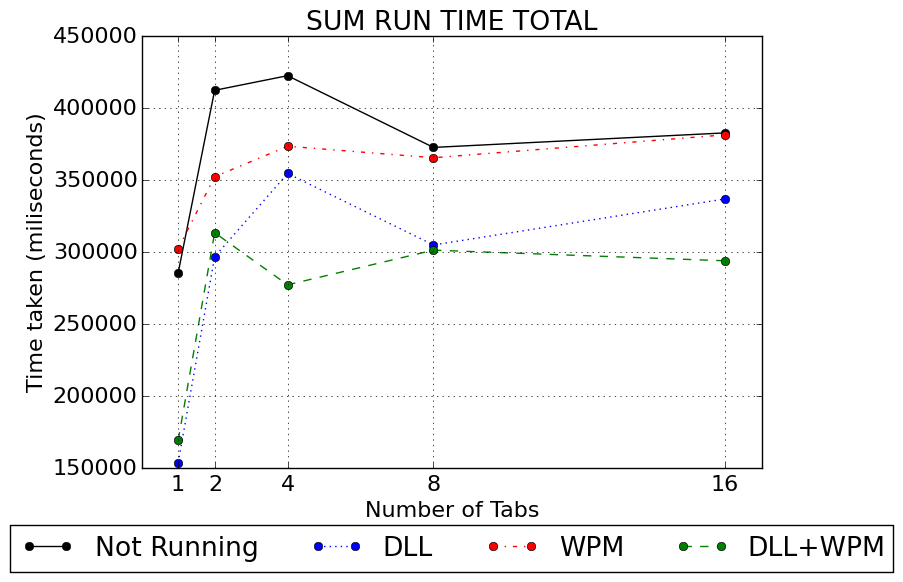 SUM RUN TIME TOTAL
450000
400000
350000
300000
250000
200000
150000
Time taken (miliseconds)
1 2 4 8 16
Number of Tabs
Not Running DLL WPM DLL+WPM